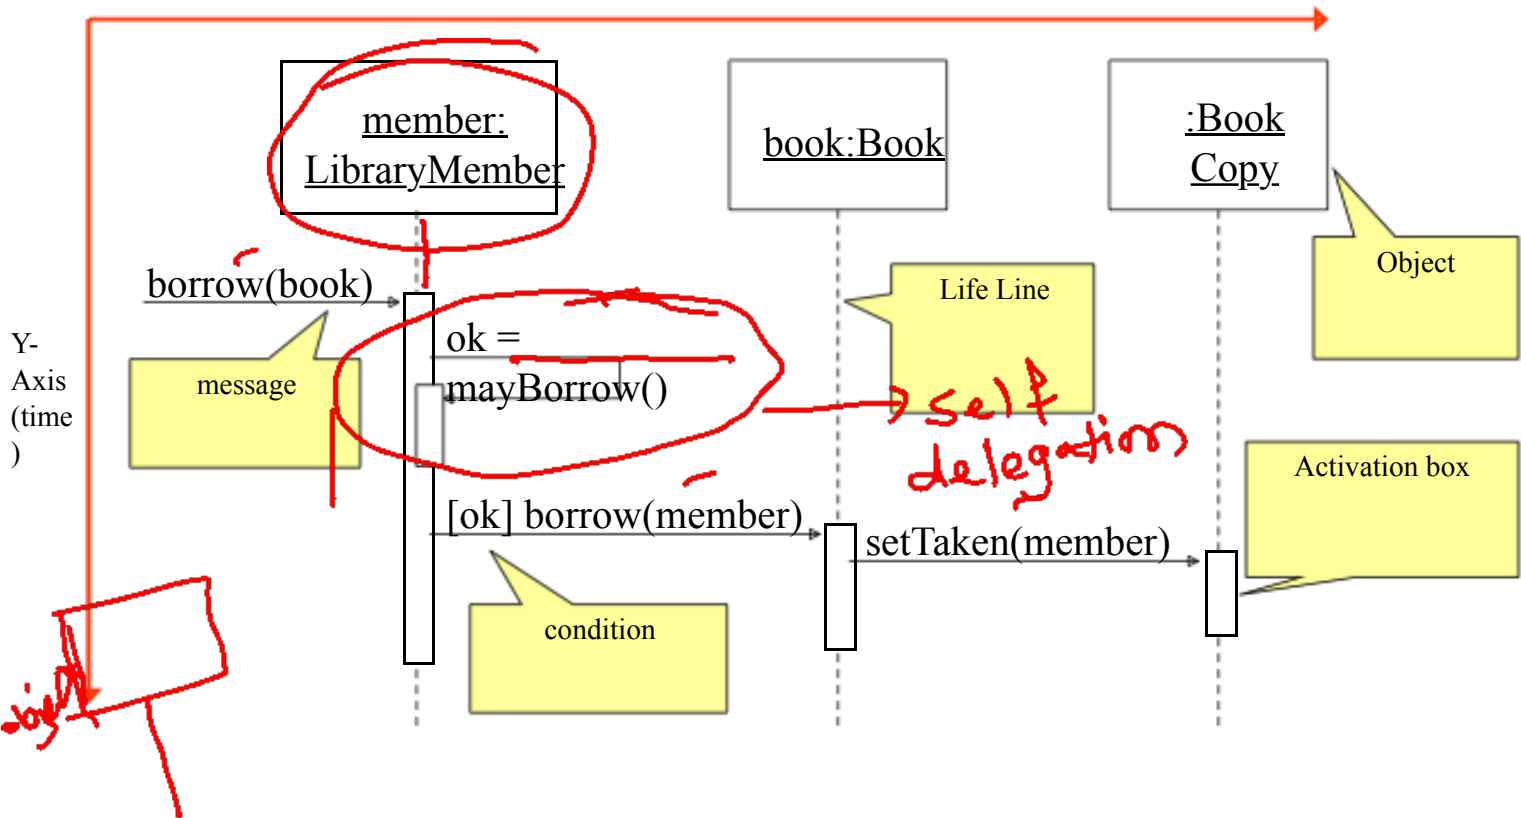 member:
LibraryMember
book:Book
:Book
Copy
Object
borrow(book)
Life Line
Y-
Axis
(time
)
ok =
message
mayBorrow()
self
delegation
Activation box
[ok] borrow(member)
setTaken(member)
condition